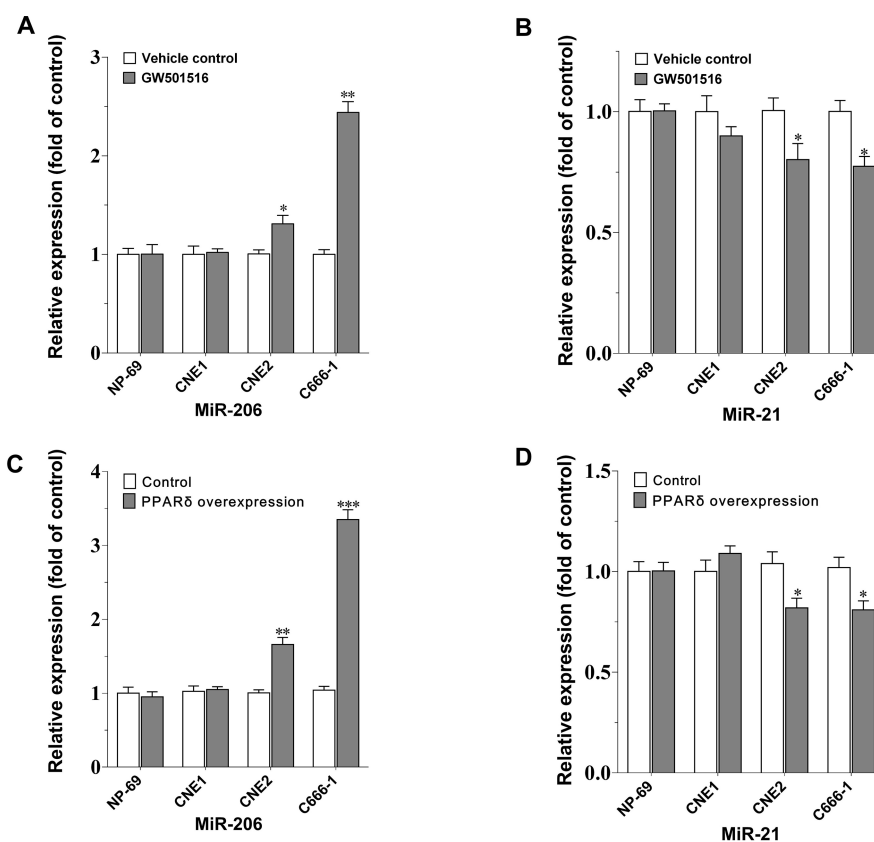 A
Relative expression (fold of control)
Vehicle control
GW501516
3
2
1
0
*
**
NP-69
CNE1
CNE2
C666-1
MiR-206
B
Relative expression (fold of control)
Vehicle control
GW501516
1.0
0.5
0.0
*
*
NP-69
CNE1
CNE2
C666-1
MiR-21
C
Relative expression (fold of control)
Control
PPARδ overexpression
4
3
2
1
0
**
***
NP-69
CNE1
CNE2
C666-1
MiR-206
D
Relative expression (fold of control)
Control
PPARδ overexpression
1.5
1.0
0.5
0.0
*
*
NP-69
CNE1
CNE2
C666-1
MiR-21